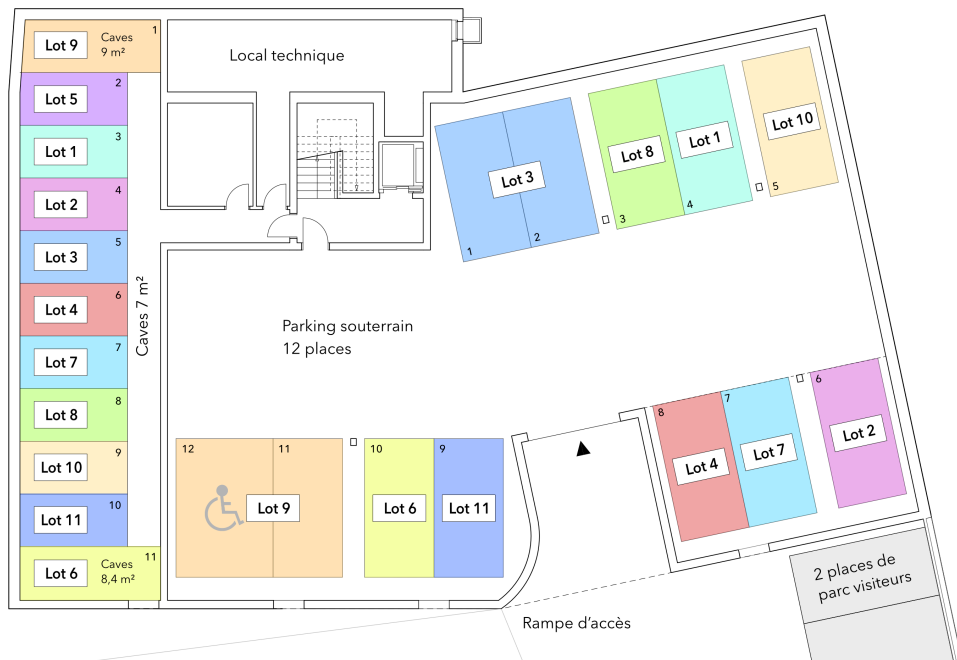 1
Lot 9
Caves
9 m²
2
Lot 5
3
Lot 1
4
Lot 2
5
Lot 3
6
Lot 4
7
Lot 7
8
Lot 8
9
Lot 10
10
Lot 11
11
Lot 6
Caves
8,4 m²
Caves 7 m²
Local technique
Parking souterrain
12 places
Lot 3
1
2
Lot 8
3
Lot 1
4
Lot 10
5
6
Lot 2
7
Lot 7
8
Lot 4
12
11
Lot 9
10
Lot 6
9
Lot 11
2 places de
parc visiteurs
Rampe d'accès